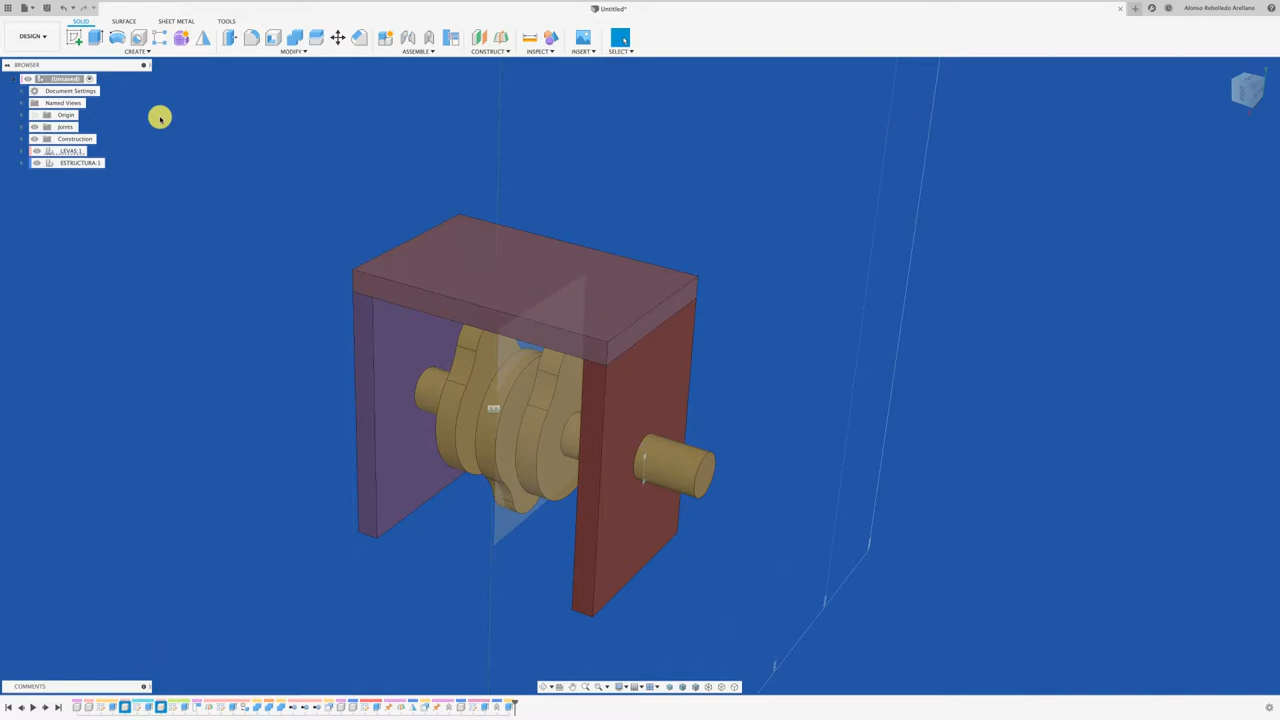 Untitled*
Alonso Rebolledo Arellano
SOLID SURFACE SHEET METAL TOOLS
DESIGN
CREATE MODIFY ASSEMBLE CONSTRUCT INSPECT INSERT SELECT
BROWSER
(Unsaved)
Document Settings
Named Views
Origin
Joints
Construction
LEVAS:1
ESTRUCTURA:1
COMMENTS